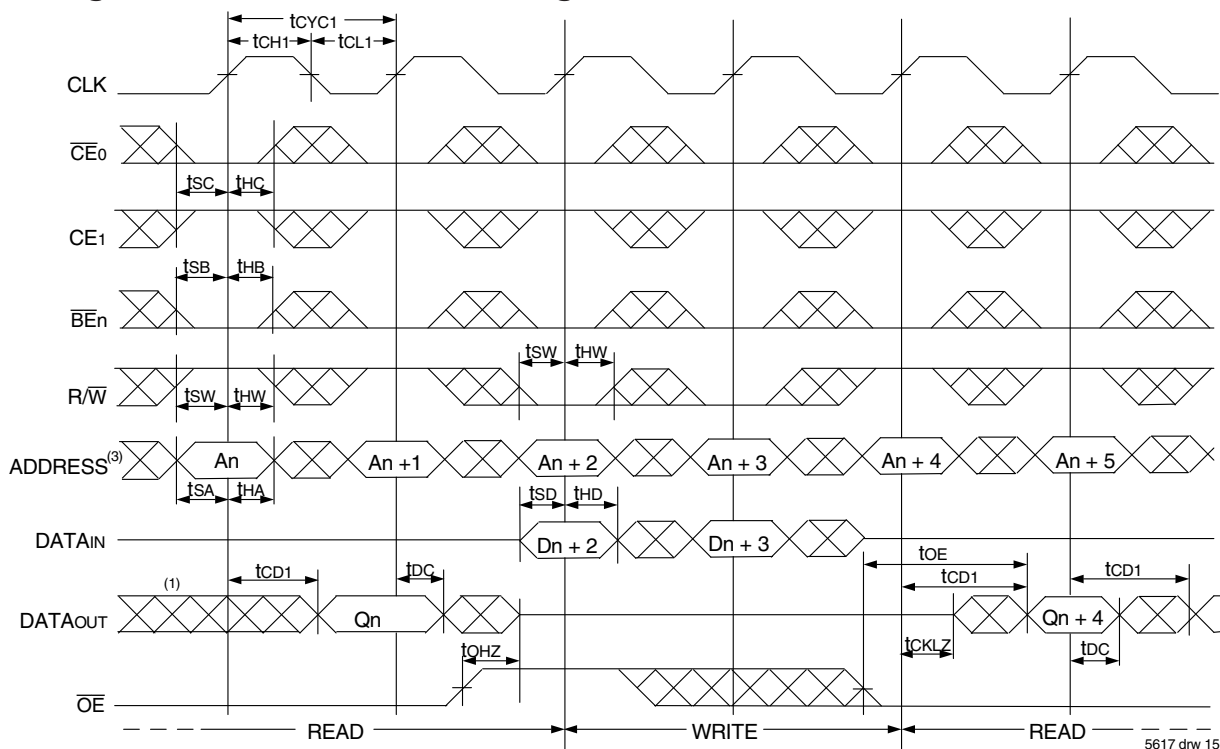 tCYC1
tCH1 tCL1
CLK
CE0
tSC tHC
CE1
tSB tHB
BEn
tSW tHW
R/W
tSW tHW
ADDRESS(3) An An +1 An + 2 An + 3 An + 4 An + 5
tSA tHA
tSD tHD
DATAIN Dn + 2 Dn + 3
tOE
(1) tCD1 tDC tCD1 tCD1
DATAOUT Qn Qn + 4
tOHZ tCKLZ tDC
OE
READ WRITE READ
5617 drw 15